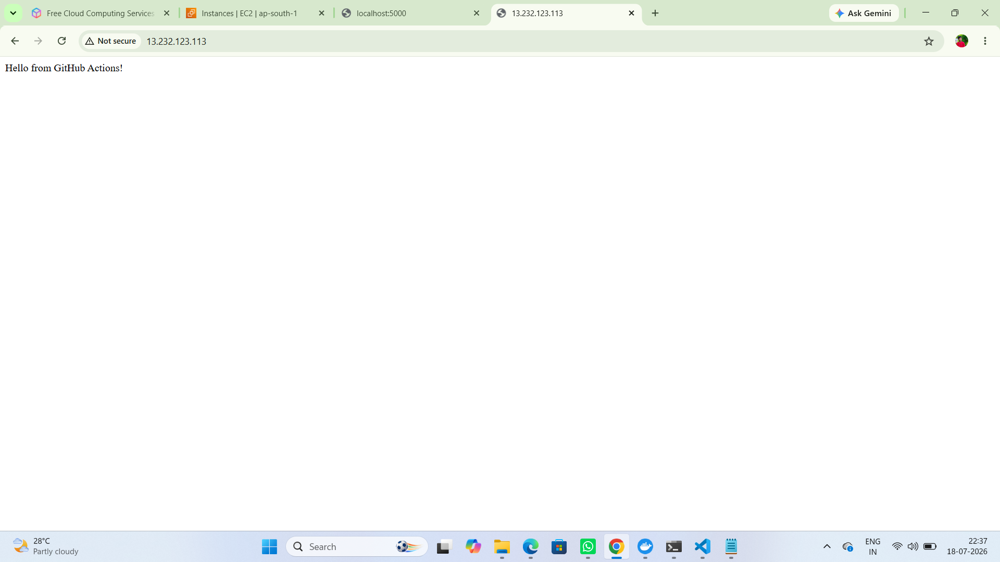 Free Cloud Computing Services
Instances | EC2 | ap-south-1
localhost:5000
13.232.123.113
Ask Gemini
Not secure
13.232.123.113
Hello from GitHub Actions!
28°C
Partly cloudy
Search
ENG
IN
22:37
18-07-2026